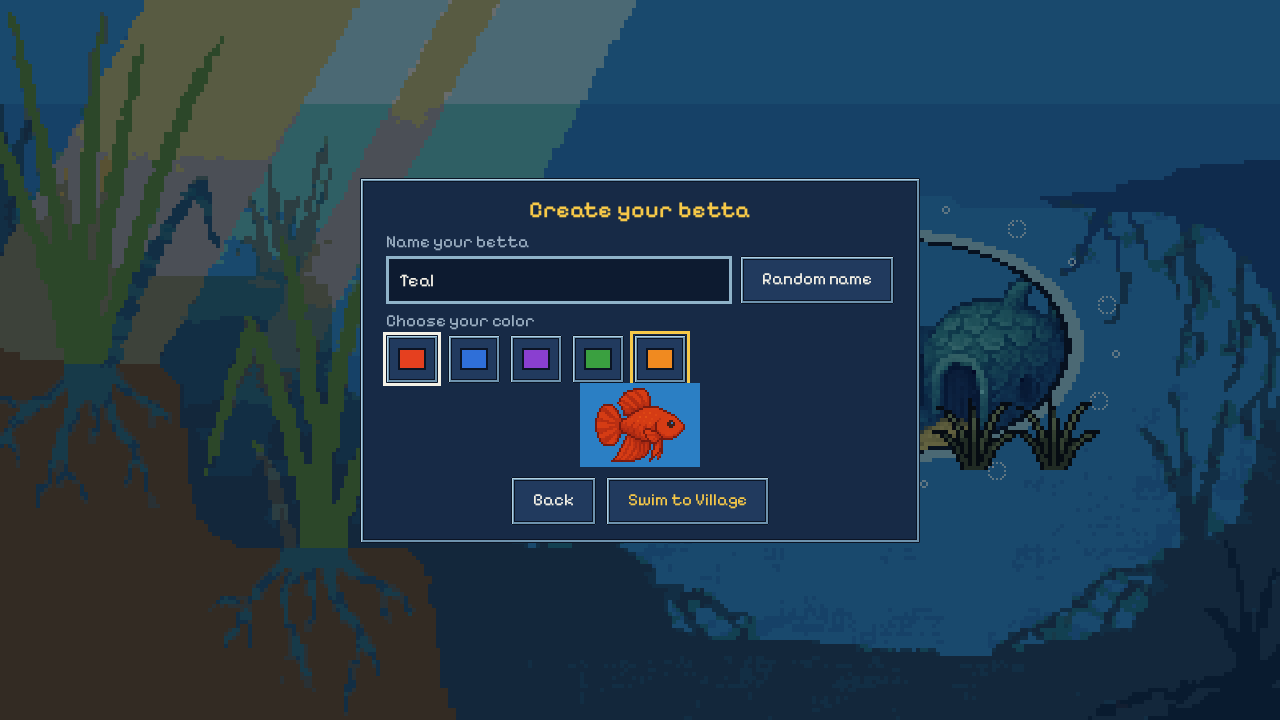 Create your betta
Name your betta
Teal
Random name
Choose your color
Back
Swim to Village